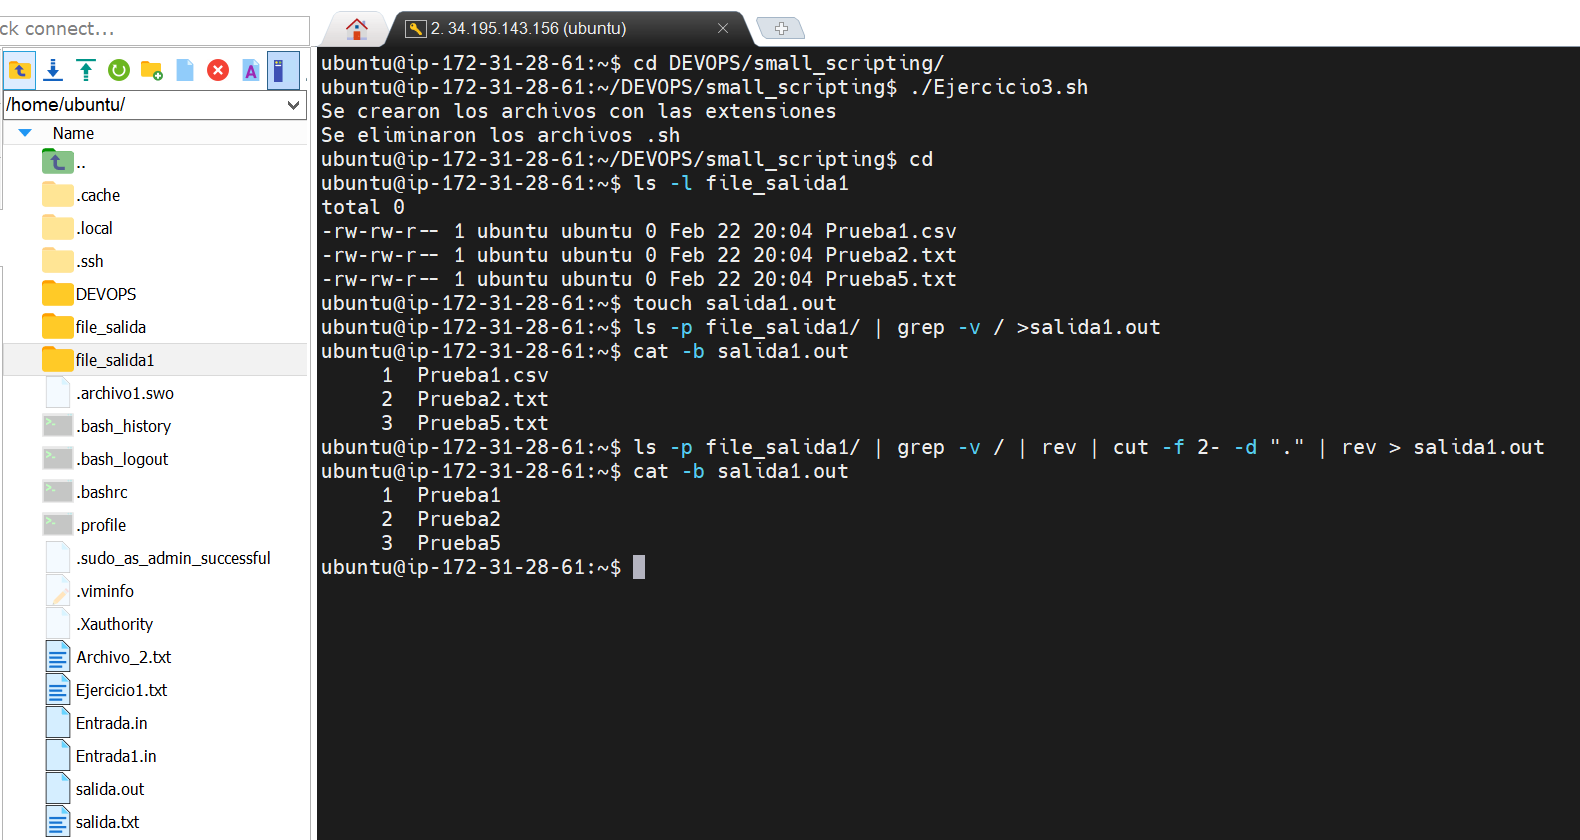 ck connect...
2. 34.195.143.156 (ubuntu)
/home/ubuntu/
Name
..
.cache
.local
.ssh
DEVOPS
file_salida
file_salida1
.archivo1.swo
.bash_history
.bash_logout
.bashrc
.profile
.sudo_as_admin_successful
.viminfo
.Xauthority
Archivo_2.txt
Ejercicio1.txt
Entrada.in
Entrada1.in
salida.out
salida.txt
ubuntu@ip-172-31-28-61:~$ cd DEVOPS/small_scripting/
ubuntu@ip-172-31-28-61:~/DEVOPS/small_scripting$ ./Ejercicio3.sh
Se crearon los archivos con las extensiones
Se eliminaron los archivos .sh
ubuntu@ip-172-31-28-61:~/DEVOPS/small_scripting$ cd
ubuntu@ip-172-31-28-61:~$ ls -l file_salida1
total 0
-rw-rw-r-- 1 ubuntu ubuntu 0 Feb 22 20:04 Prueba1.csv
-rw-rw-r-- 1 ubuntu ubuntu 0 Feb 22 20:04 Prueba2.txt
-rw-rw-r-- 1 ubuntu ubuntu 0 Feb 22 20:04 Prueba5.txt
ubuntu@ip-172-31-28-61:~$ touch salida1.out
ubuntu@ip-172-31-28-61:~$ ls -p file_salida1/ | grep -v / >salida1.out
ubuntu@ip-172-31-28-61:~$ cat -b salida1.out
1 Prueba1.csv
2 Prueba2.txt
3 Prueba5.txt
ubuntu@ip-172-31-28-61:~$ ls -p file_salida1/ | grep -v / | rev | cut -f 2- -d "." | rev > salida1.out
ubuntu@ip-172-31-28-61:~$ cat -b salida1.out
1 Prueba1
2 Prueba2
3 Prueba5
ubuntu@ip-172-31-28-61:~$